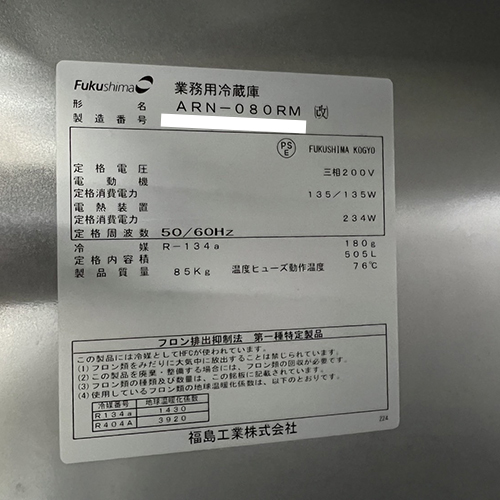 Fukushima 業務用冷蔵庫
形名 ARN-080RM 改
製造番号
PS E FUKUSHIMA KOGYO
定格電圧 三相200V
電動機
定格消費電力 135/135W
電熱装置
定格消費電力 234W
定格周波数 50/60Hz
冷媒 R-134a 180g
定格内容積 505L
製品質量 85Kg 温度ヒューズ動作温度 76℃
フロン排出抑制法 第一種特定製品
この製品には冷媒としてHFCが使われています。
(1) フロン類をみだりに大気中に放出することは禁じられています。
(2) この製品を廃棄・整備する場合には、フロン類の回収が必要です。
(3) フロン類の種類及び数量は、この銘板に記載されています。
(4) 使用しているフロン類の地球温暖化係数は、以下のとおりです。
冷媒番号 地球温暖化係数
R134a 1430
R404A 3920
福島工業株式会社